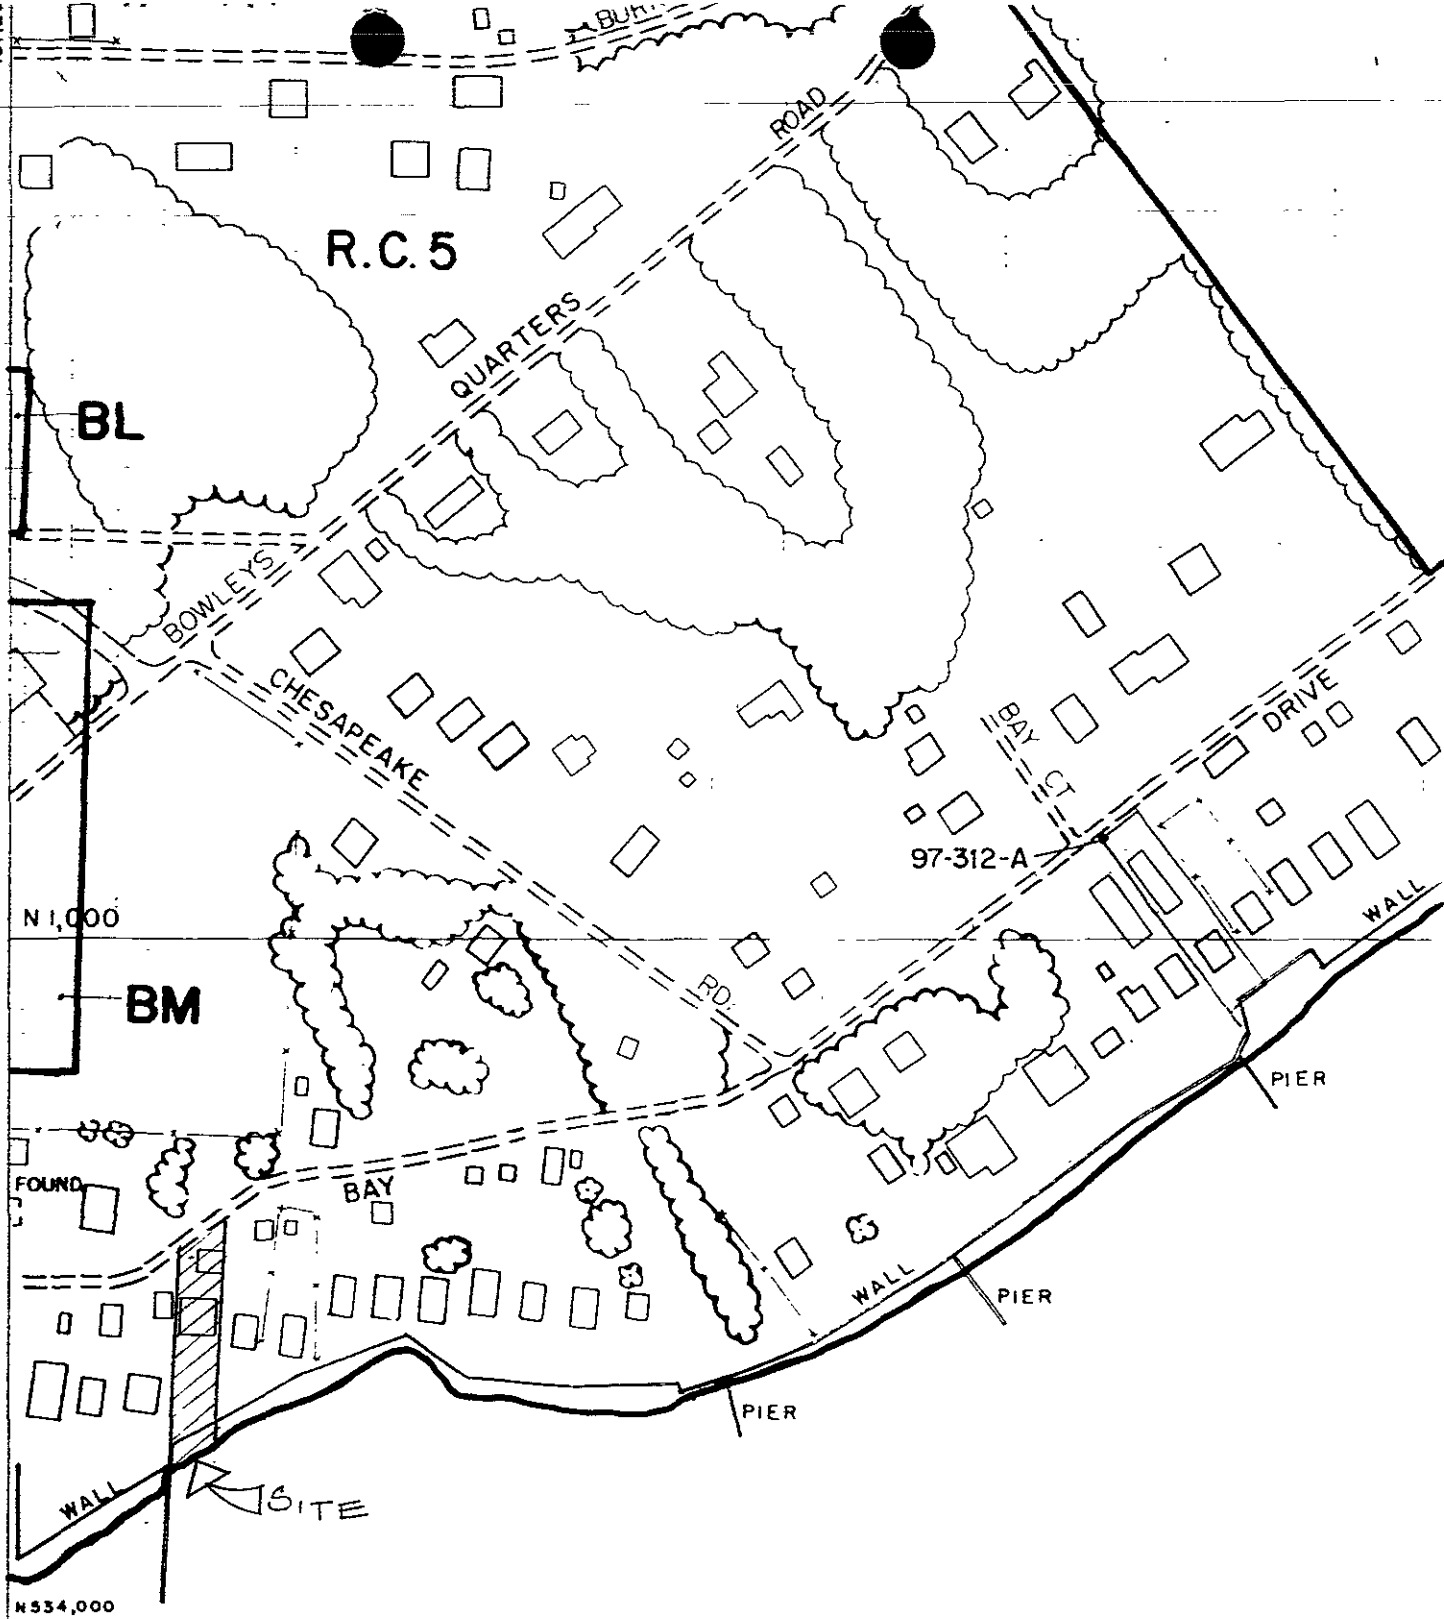 ROAD
R.C. 5
QUARTERS
BL
BOWLEYS
CHESAPEAKE
BAY CT.
DRIVE
97-312-A
WALL
N 1,000
BM
RD.
PIER
FOUND
BAY
WALL
PIER
PIER
WALL
SITE
N534,000